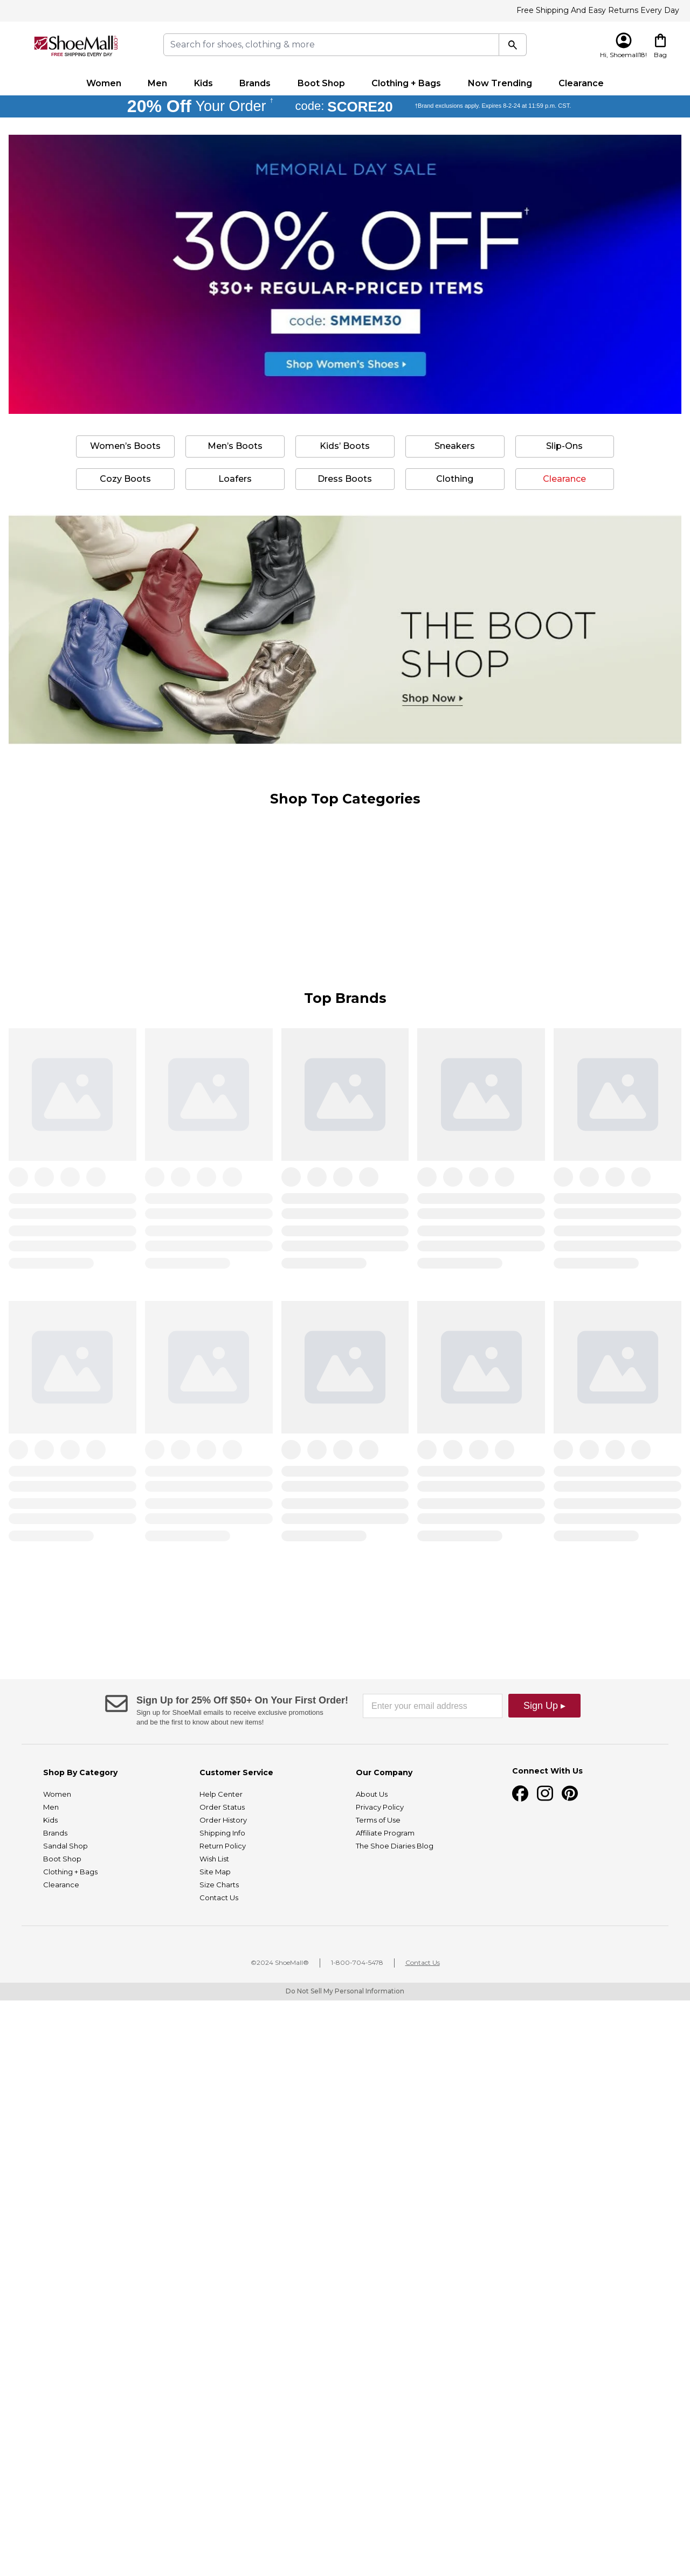 Free Shipping And Easy Returns Every Day
ShoeMall.COM
FREE SHIPPING EVERY DAY
Search for shoes, clothing & more
Hi, Shoemall18!
Bag
Women Men Kids Brands Boot Shop Clothing + Bags Now Trending Clearance
20% Off Your Order † code: SCORE20 †Brand exclusions apply. Expires 8-2-24 at 11:59 p.m. CST.
MEMORIAL DAY SALE
30% OFF†
$30+ REGULAR-PRICED ITEMS
code: SMMEM30
Shop Women's Shoes
Women's Boots Men's Boots Kids' Boots Sneakers Slip-Ons
Cozy Boots Loafers Dress Boots Clothing Clearance
THE BOOT
SHOP
Shop Now
Shop Top Categories
Top Brands
Sign Up for 25% Off $50+ On Your First Order!
Sign up for ShoeMall emails to receive exclusive promotions
and be the first to know about new items!
Enter your email address
Sign Up ▸
Shop By Category
Women
Men
Kids
Brands
Sandal Shop
Boot Shop
Clothing + Bags
Clearance
Customer Service
Help Center
Order Status
Order History
Shipping Info
Return Policy
Wish List
Site Map
Size Charts
Contact Us
Our Company
About Us
Privacy Policy
Terms of Use
Affiliate Program
The Shoe Diaries Blog
Connect With Us
©2024 ShoeMall® 1-800-704-5478 Contact Us
Do Not Sell My Personal Information